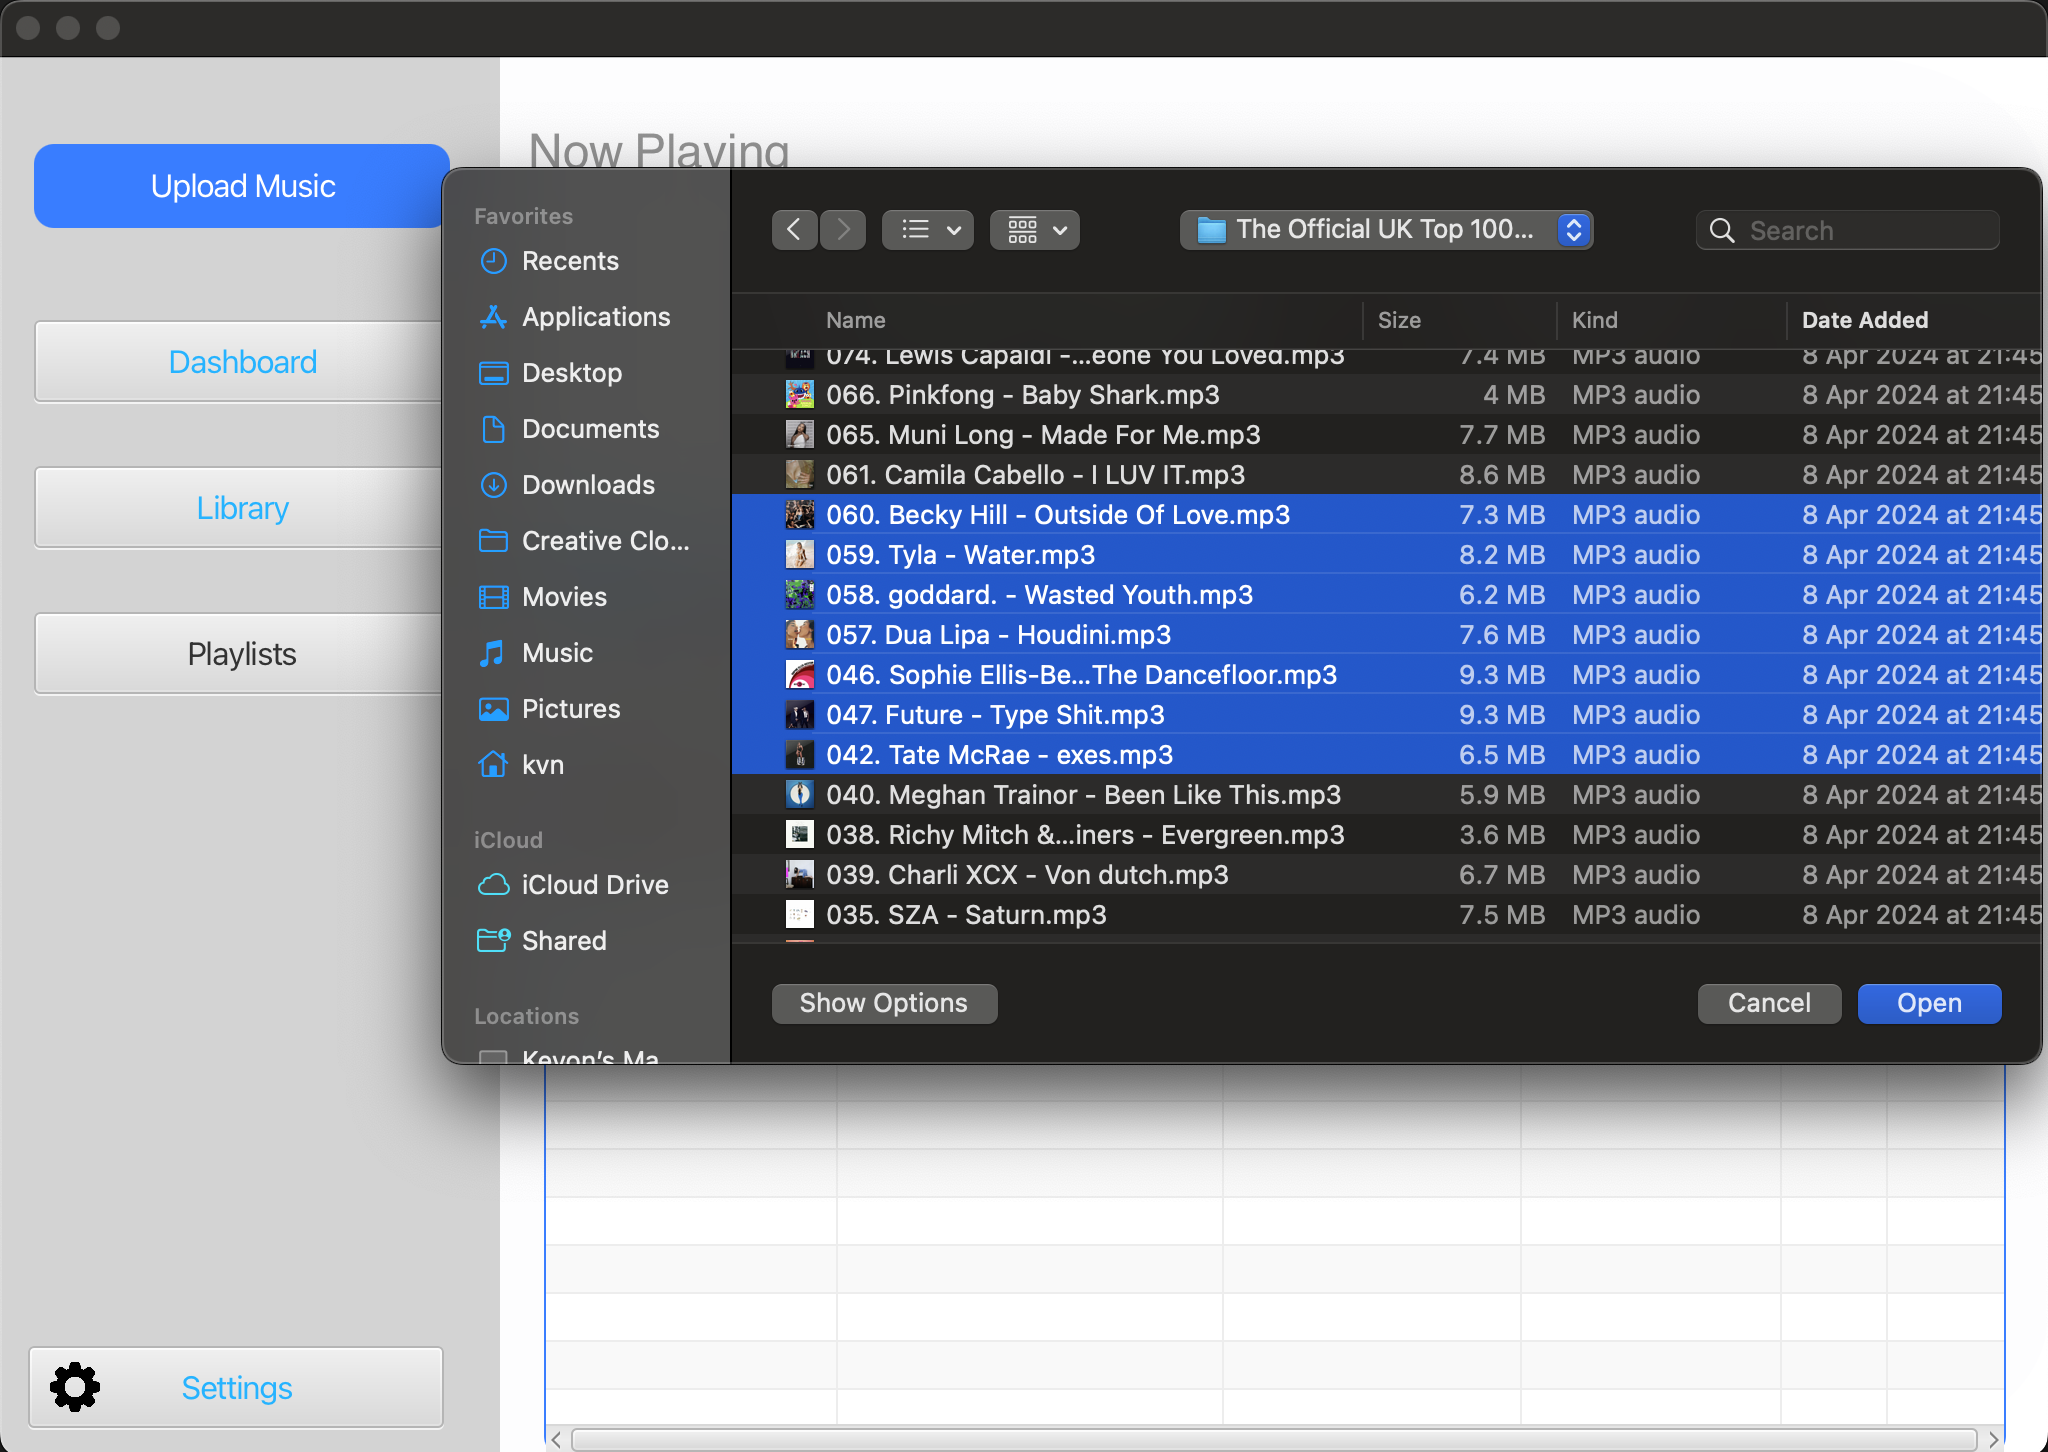 Upload Music
Dashboard
Library
Playlists
Settings
Now Playing
Favorites
Recents
Applications
Desktop
Documents
Downloads
Creative Clo...
Movies
Music
Pictures
kvn
iCloud
iCloud Drive
Shared
Locations
Kevon's Ma
The Official UK Top 100...
Search
Name Size Kind Date Added
074. Lewis Capaldi -...eone You Loved.mp3 7.4 MB MP3 audio 8 Apr 2024 at 21:45
066. Pinkfong - Baby Shark.mp3 4 MB MP3 audio 8 Apr 2024 at 21:45
065. Muni Long - Made For Me.mp3 7.7 MB MP3 audio 8 Apr 2024 at 21:45
061. Camila Cabello - I LUV IT.mp3 8.6 MB MP3 audio 8 Apr 2024 at 21:45
060. Becky Hill - Outside Of Love.mp3 7.3 MB MP3 audio 8 Apr 2024 at 21:45
059. Tyla - Water.mp3 8.2 MB MP3 audio 8 Apr 2024 at 21:45
058. goddard. - Wasted Youth.mp3 6.2 MB MP3 audio 8 Apr 2024 at 21:45
057. Dua Lipa - Houdini.mp3 7.6 MB MP3 audio 8 Apr 2024 at 21:45
046. Sophie Ellis-Be...The Dancefloor.mp3 9.3 MB MP3 audio 8 Apr 2024 at 21:45
047. Future - Type Shit.mp3 9.3 MB MP3 audio 8 Apr 2024 at 21:45
042. Tate McRae - exes.mp3 6.5 MB MP3 audio 8 Apr 2024 at 21:45
040. Meghan Trainor - Been Like This.mp3 5.9 MB MP3 audio 8 Apr 2024 at 21:45
038. Richy Mitch &...iners - Evergreen.mp3 3.6 MB MP3 audio 8 Apr 2024 at 21:45
039. Charli XCX - Von dutch.mp3 6.7 MB MP3 audio 8 Apr 2024 at 21:45
035. SZA - Saturn.mp3 7.5 MB MP3 audio 8 Apr 2024 at 21:45
Show Options
Cancel
Open